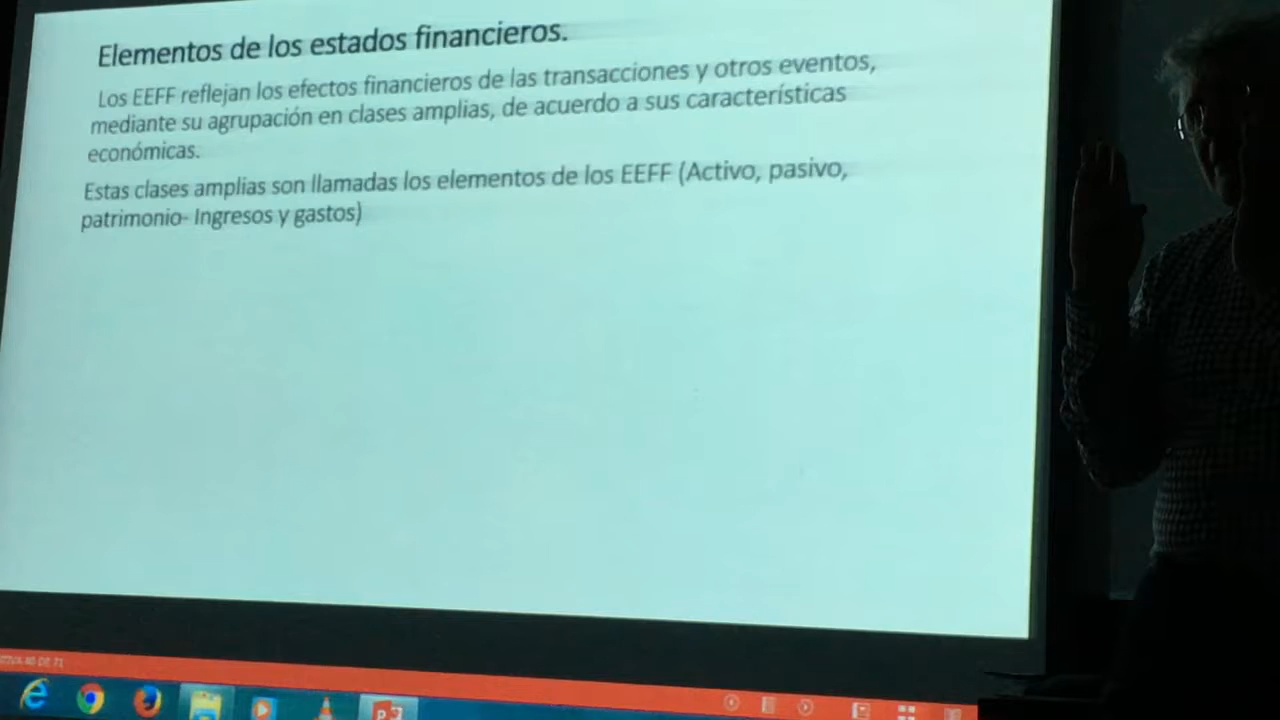 Elementos de los estados financieros.
Los EEFF reflejan los efectos financieros de las transacciones y otros eventos,
mediante su agrupación en clases amplias, de acuerdo a sus características
económicas.
Estas clases amplias son llamadas los elementos de los EEFF (Activo, pasivo,
patrimonio- Ingresos y gastos)
DE 71